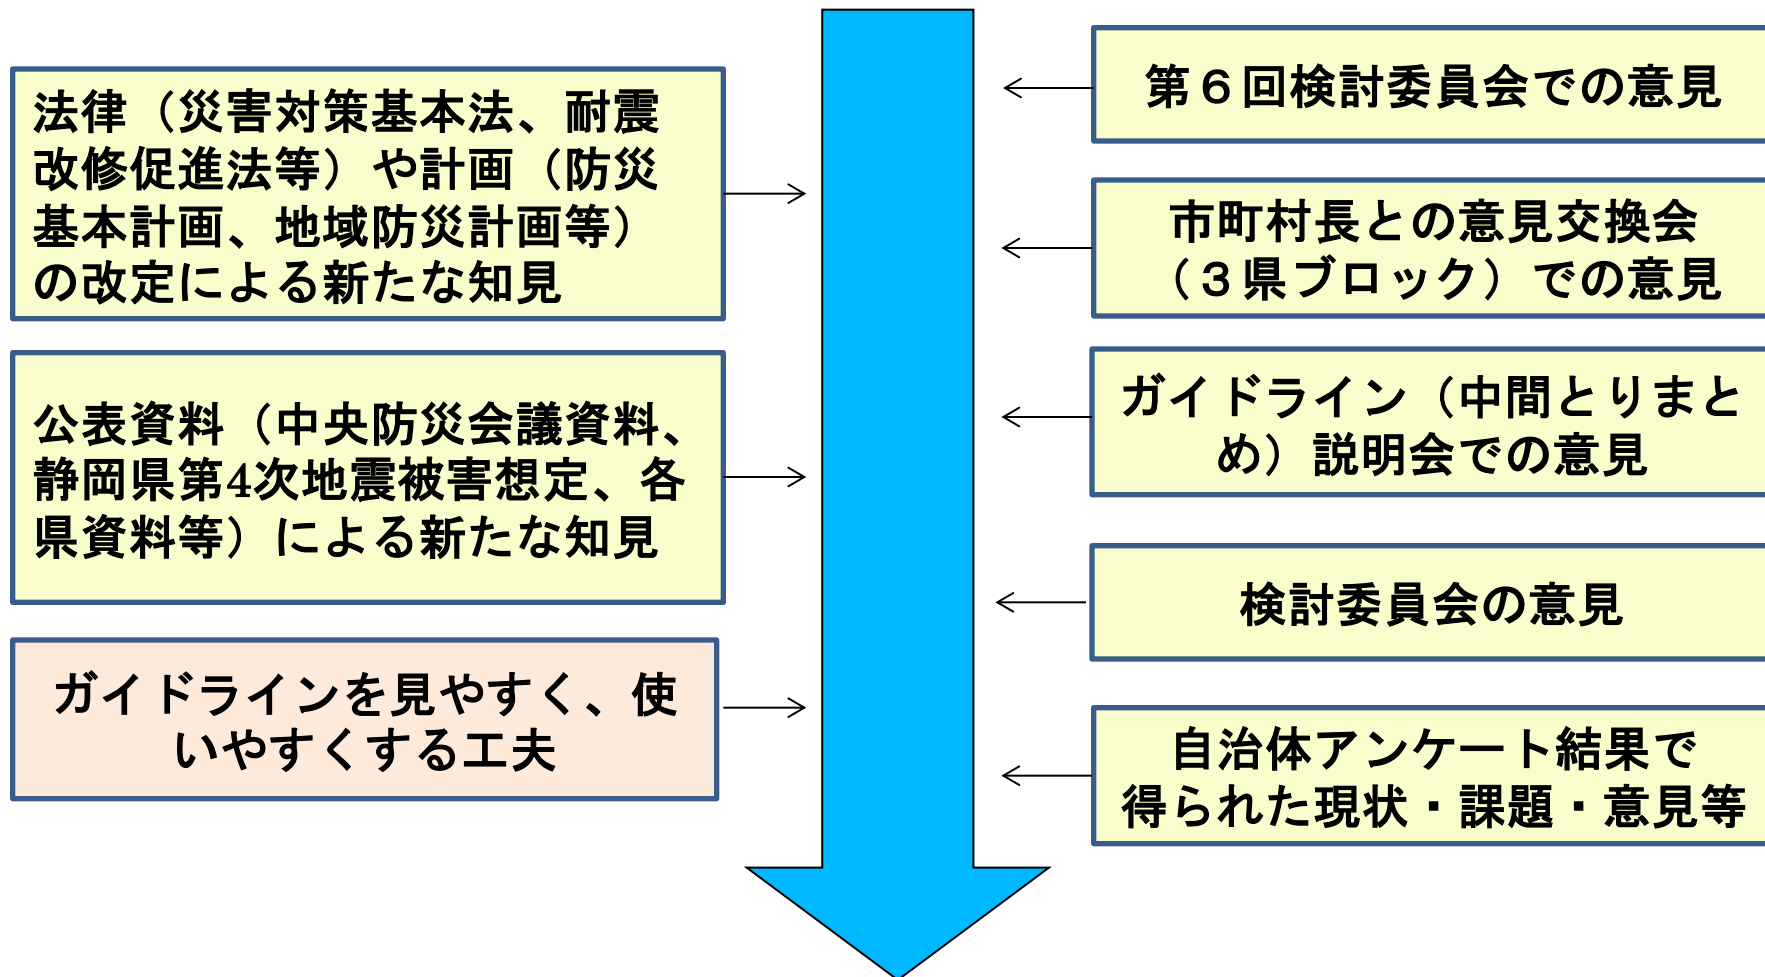 法律（災害対策基本法、耐震
改修促進法等）や計画（防災
基本計画、地域防災計画等）
の改定による新たな知見
公表資料（中央防災会議資料、
静岡県第4次地震被害想定、各
県資料等）による新たな知見
ガイドラインを見やすく、使
いやすくする工夫
第６回検討委員会での意見
市町村長との意見交換会
（３県ブロック）での意見
ガイドライン（中間とりまと
め）説明会での意見
検討委員会の意見
自治体アンケート結果で
得られた現状・課題・意見等